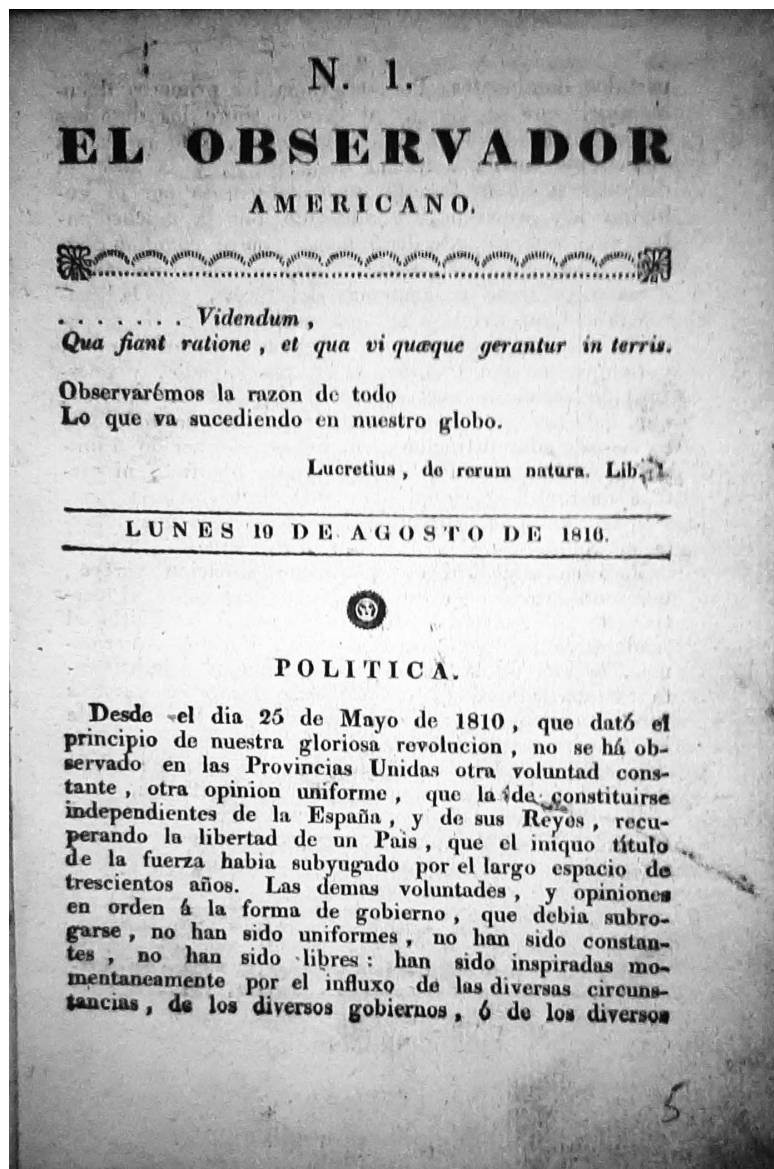 N. 1.
EL OBSERVADOR
AMERICANO.
. . . . . . . Videndum ,
Qua fiant ratione , et qua vi quæque gerantur in terris.
Observarémos la razon de todo
Lo que va sucediendo en nuestro globo.
Lucretius , de rerum natura. Lib.
LUNES 19 DE AGOSTO DE 1816.
POLITICA.
Desde el dia 25 de Mayo de 1810 , que dató el
principio de nuestra gloriosa revolucion , no se há ob-
servado en las Provincias Unidas otra voluntad cons-
tante , otra opinion uniforme , que la de constituirse
independientes de la España , y de sus Reyes , recu-
perando la libertad de un Pais , que el iniquo título
de la fuerza habia subyugado por el largo espacio de
trescientos años. Las demas voluntades , y opiniones
en orden á la forma de gobierno , que debia subro-
garse , no han sido uniformes , no han sido constan-
tes , no han sido libres : han sido inspiradas mo-
mentaneamente por el influxo de las diversas circuns-
tancias , de los diversos gobiernos , ó de los diversos
5